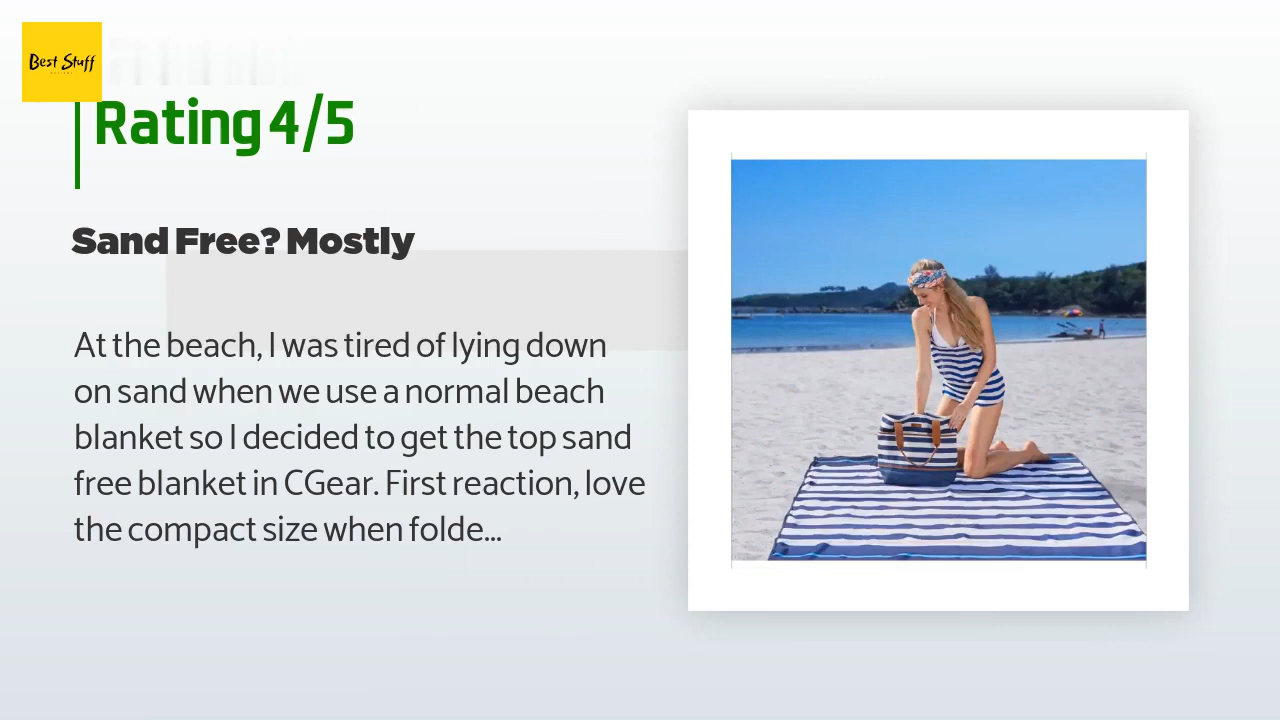 Best Stuff
Rating 4/5
Sand Free? Mostly
At the beach, I was tired of lying down
on sand when we use a normal beach
blanket so I decided to get the top sand
free blanket in CGear. First reaction, love
the compact size when folde...